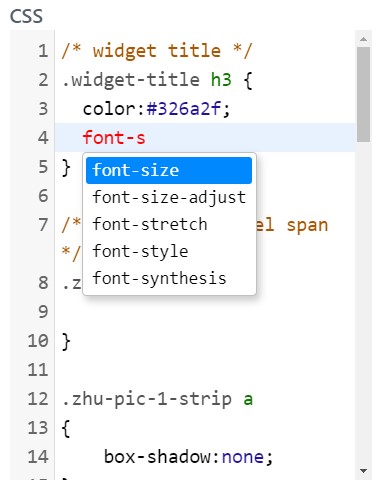 CSS
1 /* widget title */
2 .widget-title h3 {
3 color:#326a2f;
4 font-s
font-size
font-size-adjust
font-stretch
font-style
font-synthesis
5 }
6
7 /* el span
*/
8 .z
9
10 }
11
12 .zhu-pic-1-strip a
13 {
14 box-shadow:none;